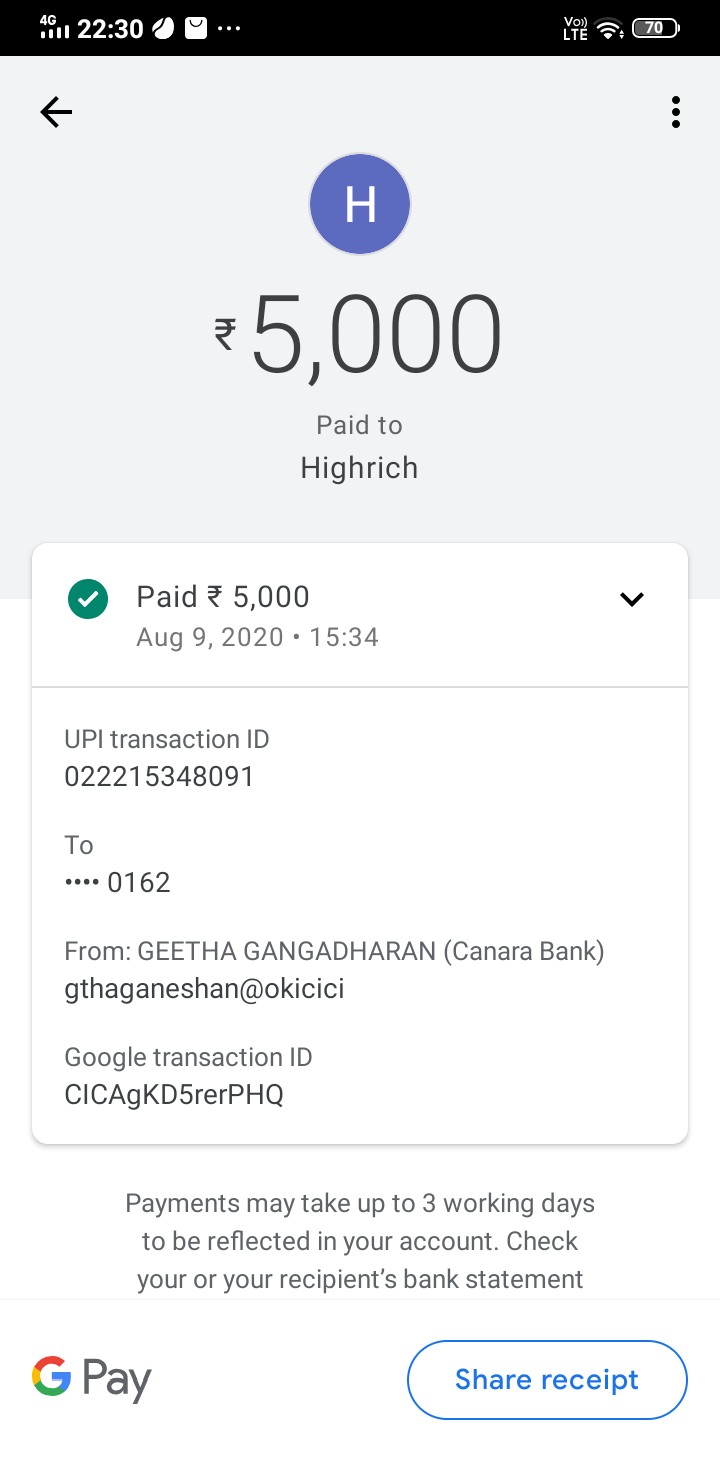 4G 22:30 ... Vo)) LTE 70
H
₹5,000
Paid to
Highrich
Paid ₹ 5,000
Aug 9, 2020 • 15:34
UPI transaction ID
022215348091
To
•••• 0162
From: GEETHA GANGADHARAN (Canara Bank)
gthaganeshan@okicici
Google transaction ID
CICAgKD5rerPHQ
Payments may take up to 3 working days
to be reflected in your account. Check
your or your recipient’s bank statement
G Pay Share receipt